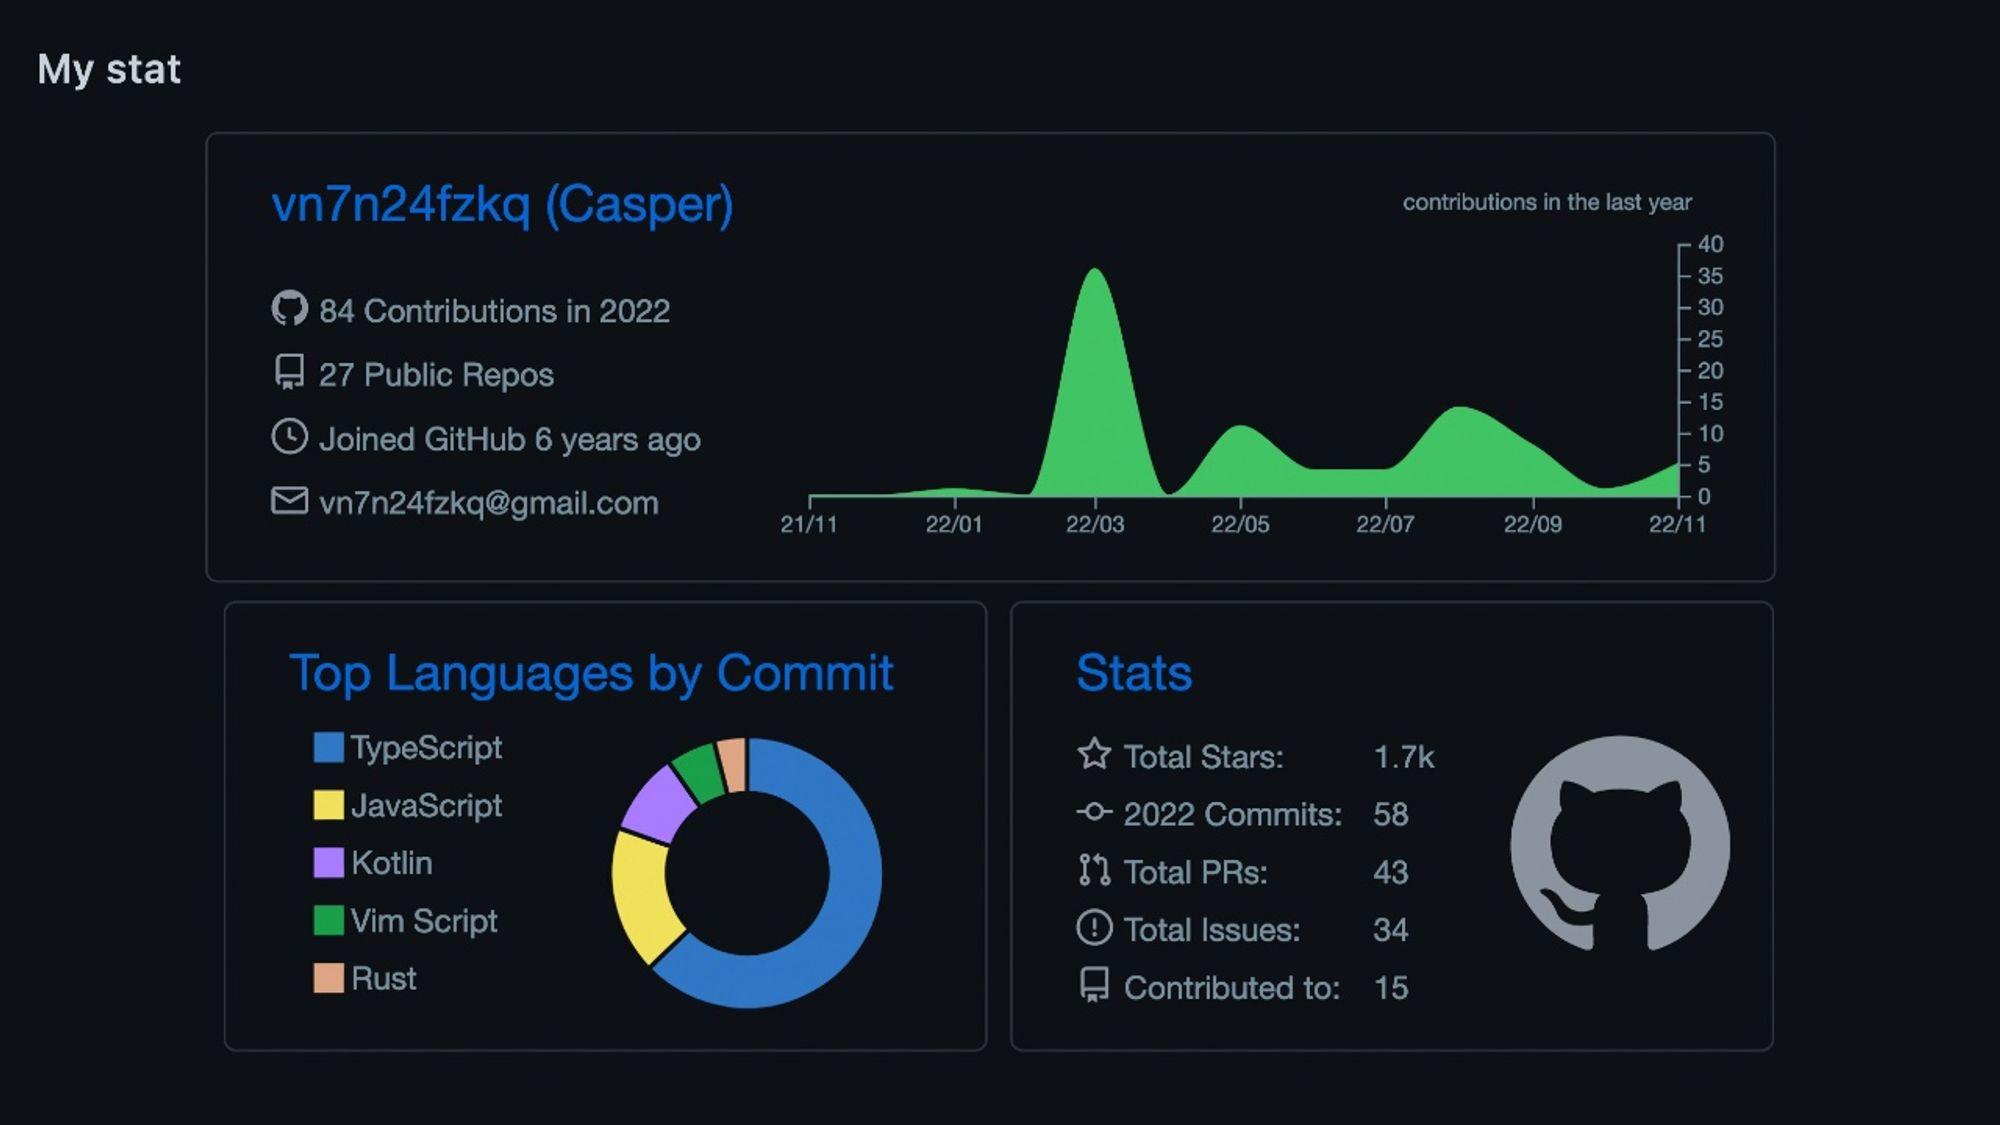 My stat
vn7n24fzkq (Casper)
84 Contributions in 2022
27 Public Repos
Joined GitHub 6 years ago
vn7n24fzkq@gmail.com
contributions in the last year
40
35
30
25
20
15
10
5
0
21/11
22/01
22/03
22/05
22/07
22/09
22/11
Top Languages by Commit
TypeScript
JavaScript
Kotlin
Vim Script
Rust
Stats
Total Stars: 1.7k
2022 Commits: 58
Total PRs: 43
Total Issues: 34
Contributed to: 15